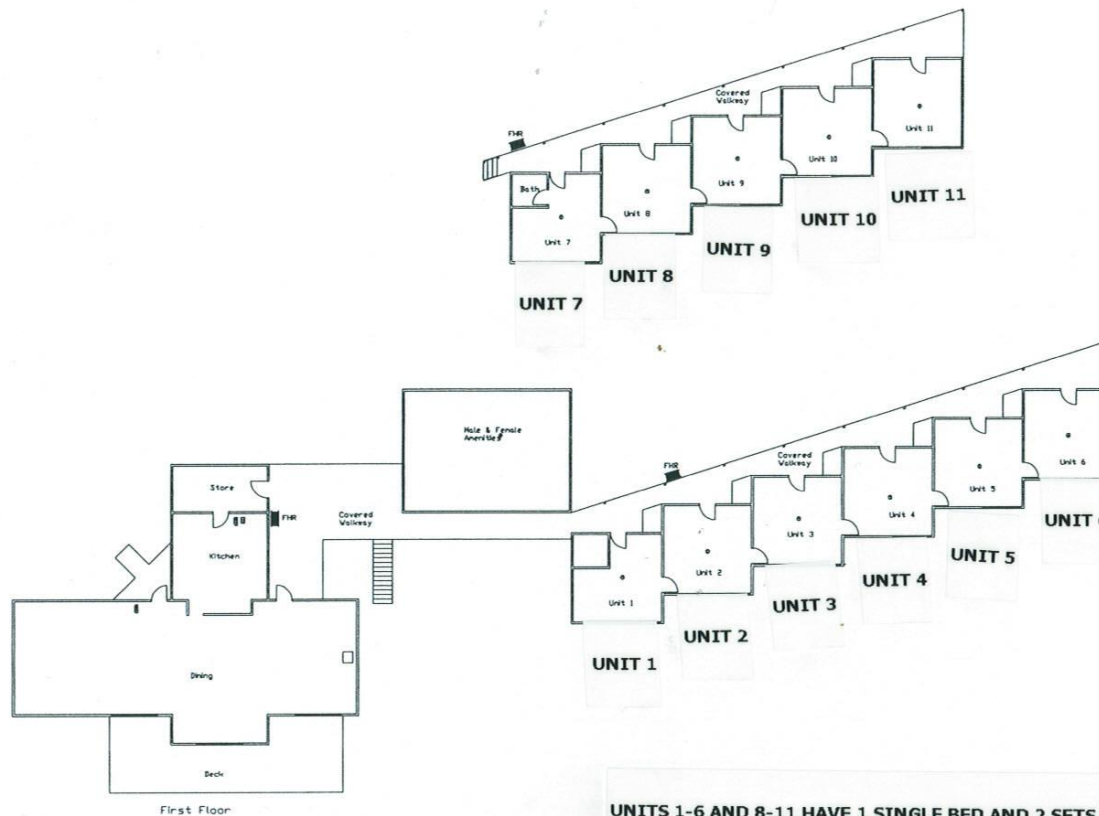 FHR
Covered
Walkway
Bath
Unit 7
Unit 8
Unit 9
Unit 10
Unit 11
UNIT 7
UNIT 8
UNIT 9
UNIT 10
UNIT 11
Male & Female
Amenities
Store
Kitchen
FHR
Covered
Walkway
FHR
Covered
Walkway
Unit 1
Unit 2
Unit 3
Unit 4
Unit 5
Unit 6
UNIT 1
UNIT 2
UNIT 3
UNIT 4
UNIT 5
UNIT
Dining
Deck
First Floor
UNITS 1-6 AND 8-11 HAVE 1 SINGLE BED AND 2 SETS